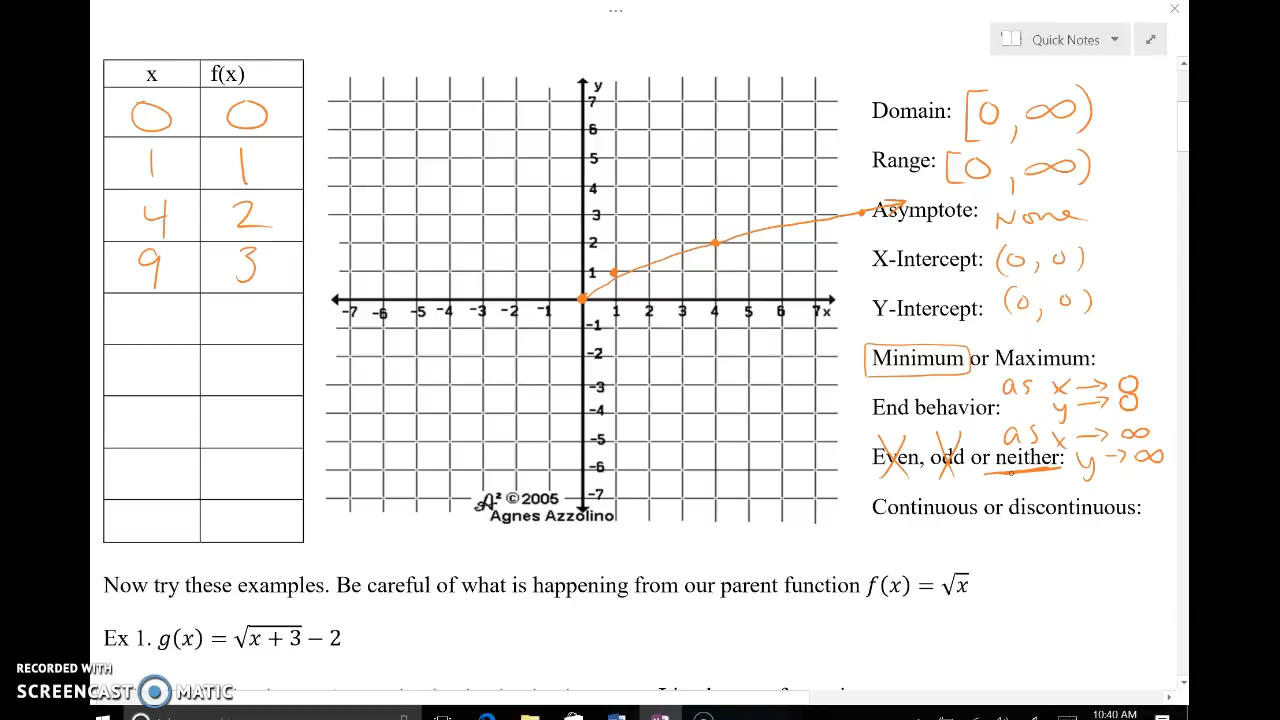 ...
Quick Notes
x f(x)
0 0
1 1
4 2
9 3
y
7
6
5
4
3
2
1
-7 -6 -5 -4 -3 -2 -1 1 2 3 4 5 6 7x
-1
-2
-3
-4
-5
-6
-7
A² ©2005
Agnes Azzolino
Domain: [0, ∞)
Range: [0, ∞)
Asymptote: None
X-Intercept: (0, 0)
Y-Intercept: (0, 0)
Minimum or Maximum:
as x → 0
End behavior: y → 0
as x → ∞
Even, odd or neither: y → ∞
Continuous or discontinuous:
Now try these examples. Be careful of what is happening from our parent function f(x) = √x
Ex 1. g(x) = √x + 3 − 2
RECORDED WITH
SCREENCAST MATIC
10:40 AM